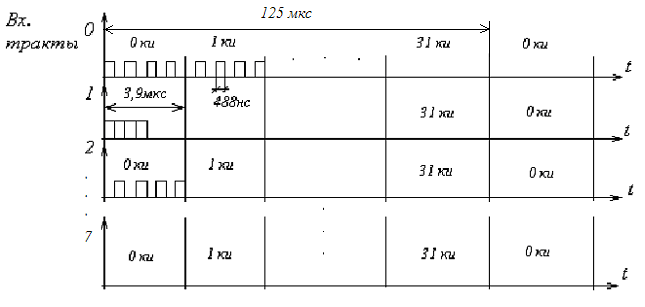 125 мкс
Вх.
тракты
0
0 ки 1 ки 31 ки 0 ки
. . .
t
1
3,9мкс 488нс
31 ки 0 ки
t
2
0 ки 1 ки 31 ки 0 ки
t
.
.
.
7
0 ки 1 ки 31 ки 0 ки
t